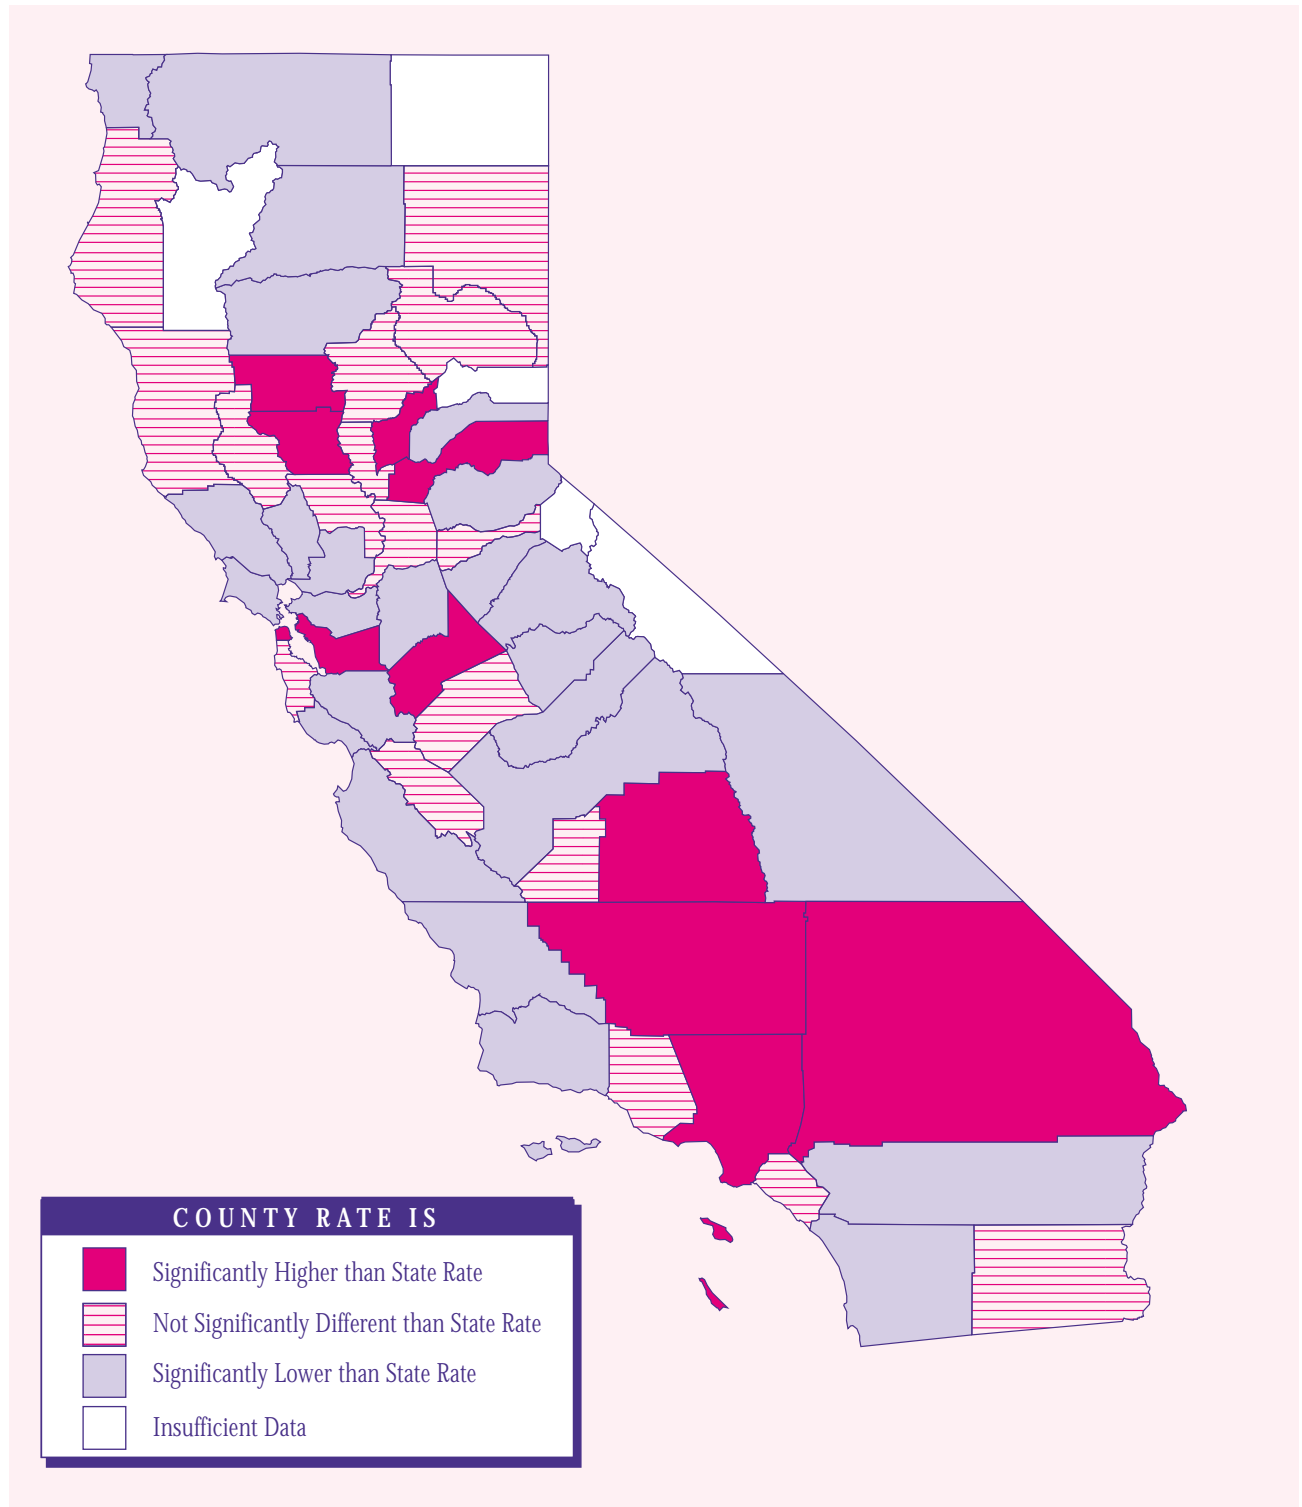 COUNTY RATE IS
Significantly Higher than State Rate
Not Significantly Different than State Rate
Significantly Lower than State Rate
Insufficient Data